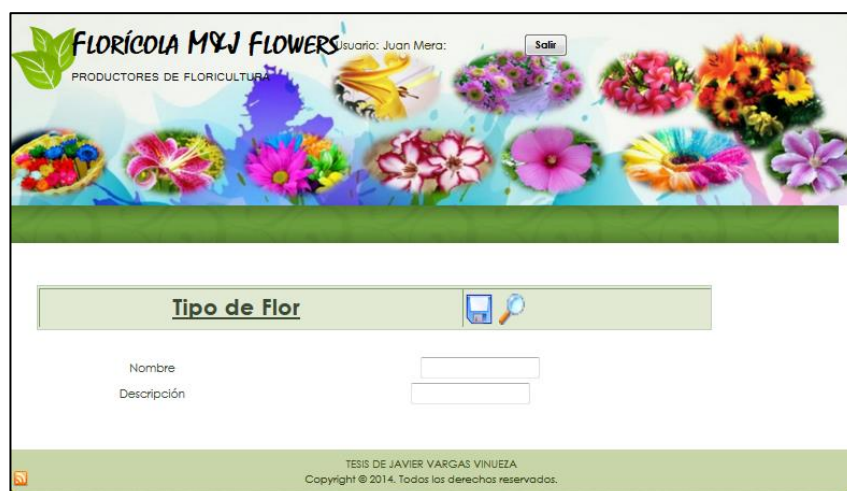 FLORÍCOLA M&J FLOWERS
Usuario: Juan Mera:
Salir
PRODUCTORES DE FLORICULTURA
Tipo de Flor
Nombre
Descripción
TESIS DE JAVIER VARGAS VINUEZA
Copyright © 2014. Todos los derechos reservados.